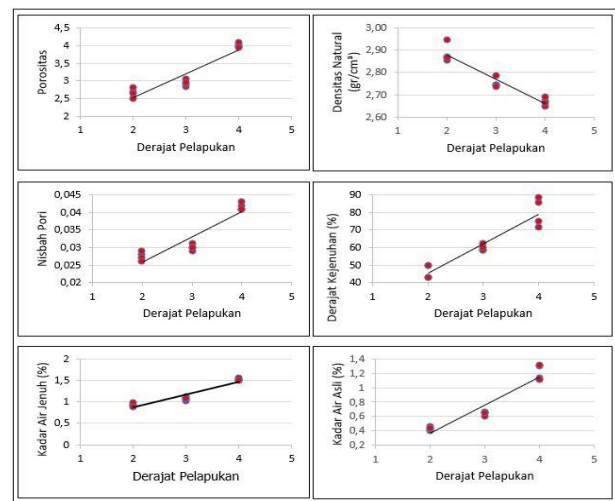 Porositas
4,5
4
3,5
3
2,5
2
1 2 3 4 5
Derajat Pelapukan
Densitas Natural
(gr/cm³)
3,00
2,90
2,80
2,70
2,60
1 2 3 4 5
Derajat Pelapukan
Nisbah Pori
0,045
0,04
0,035
0,03
0,025
0,02
1 2 3 4 5
Derajat Pelapukan
Derajat Kejenuhan (%)
90
80
70
60
50
40
1 2 3 4 5
Derajat Pelapukan
Kadar Air Jenuh (%)
2
1,5
1
0,5
0
1 2 3 4 5
Derajat Pelapukan
Kadar Air Asli (%)
1,4
1,2
1
0,8
0,6
0,4
0,2
1 2 3 4 5
Derajat Pelapukan